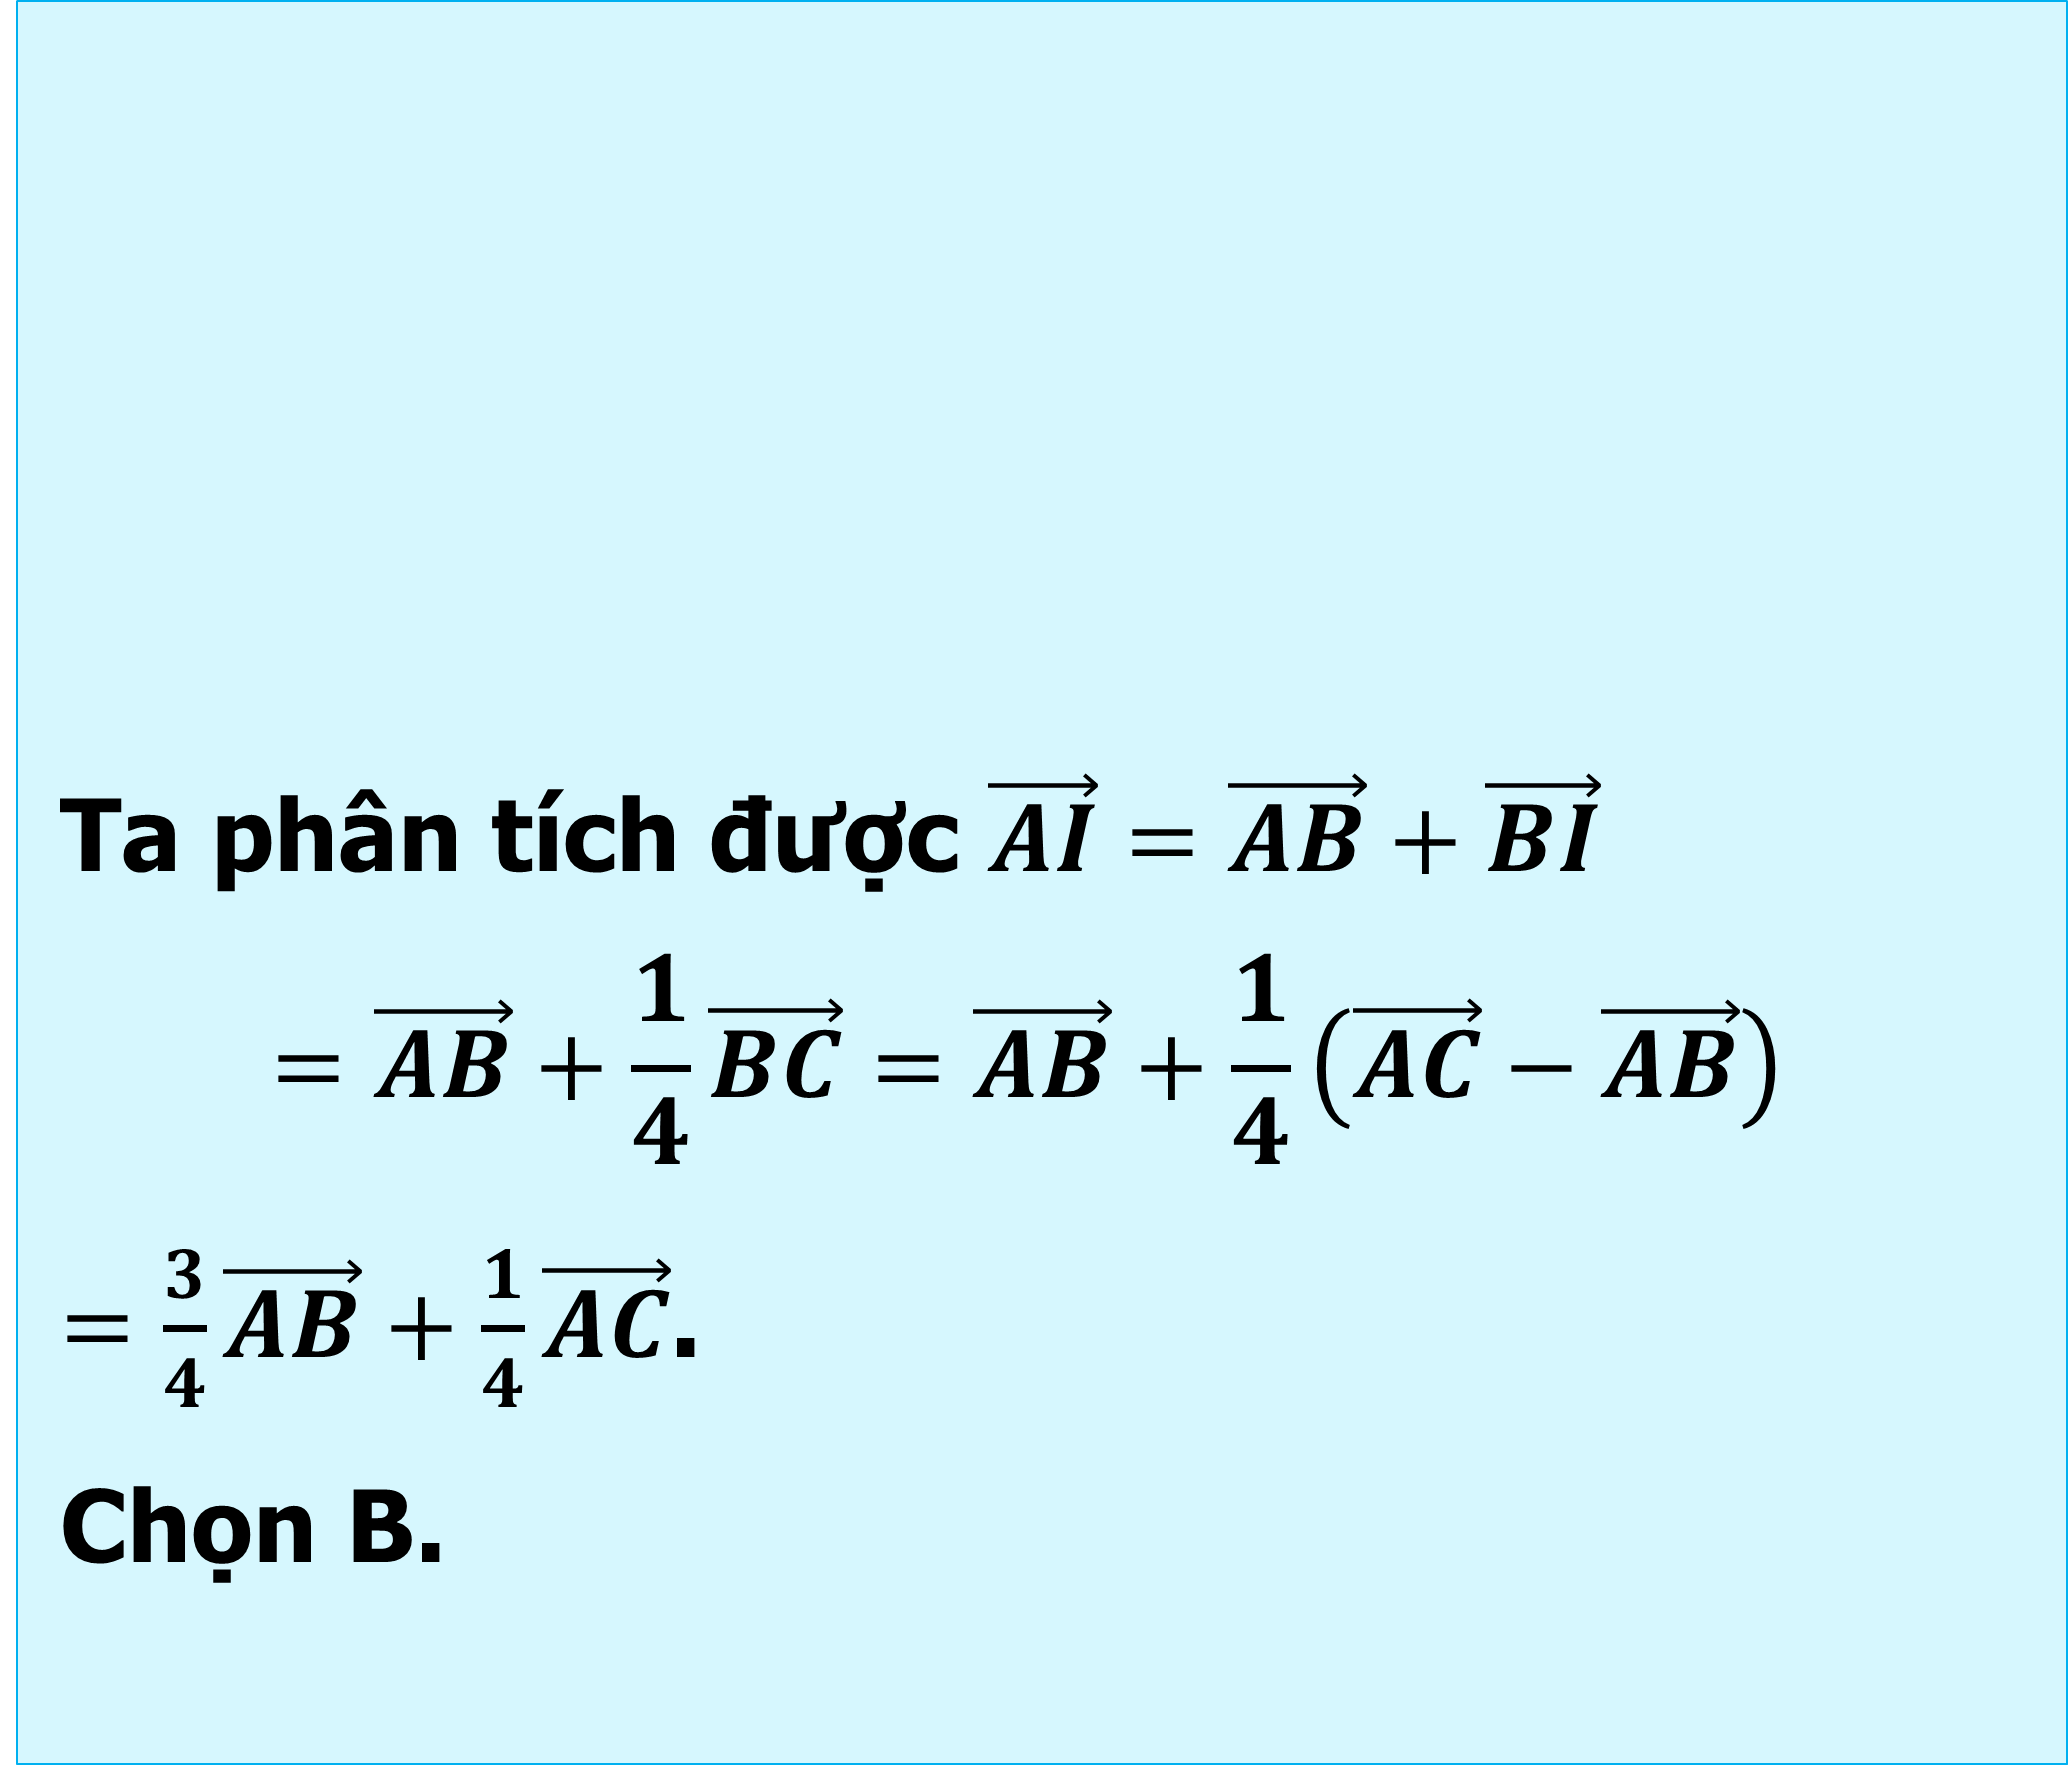 Ta phân tích được $\overrightarrow{AI} = \overrightarrow{AB} + \overrightarrow{BI}$
$= \overrightarrow{AB} + \frac{1}{4}\overrightarrow{BC} = \overrightarrow{AB} + \frac{1}{4}\left(\overrightarrow{AC} - \overrightarrow{AB}\right)$
$= \frac{3}{4}\overrightarrow{AB} + \frac{1}{4}\overrightarrow{AC}$.
Chọn B.